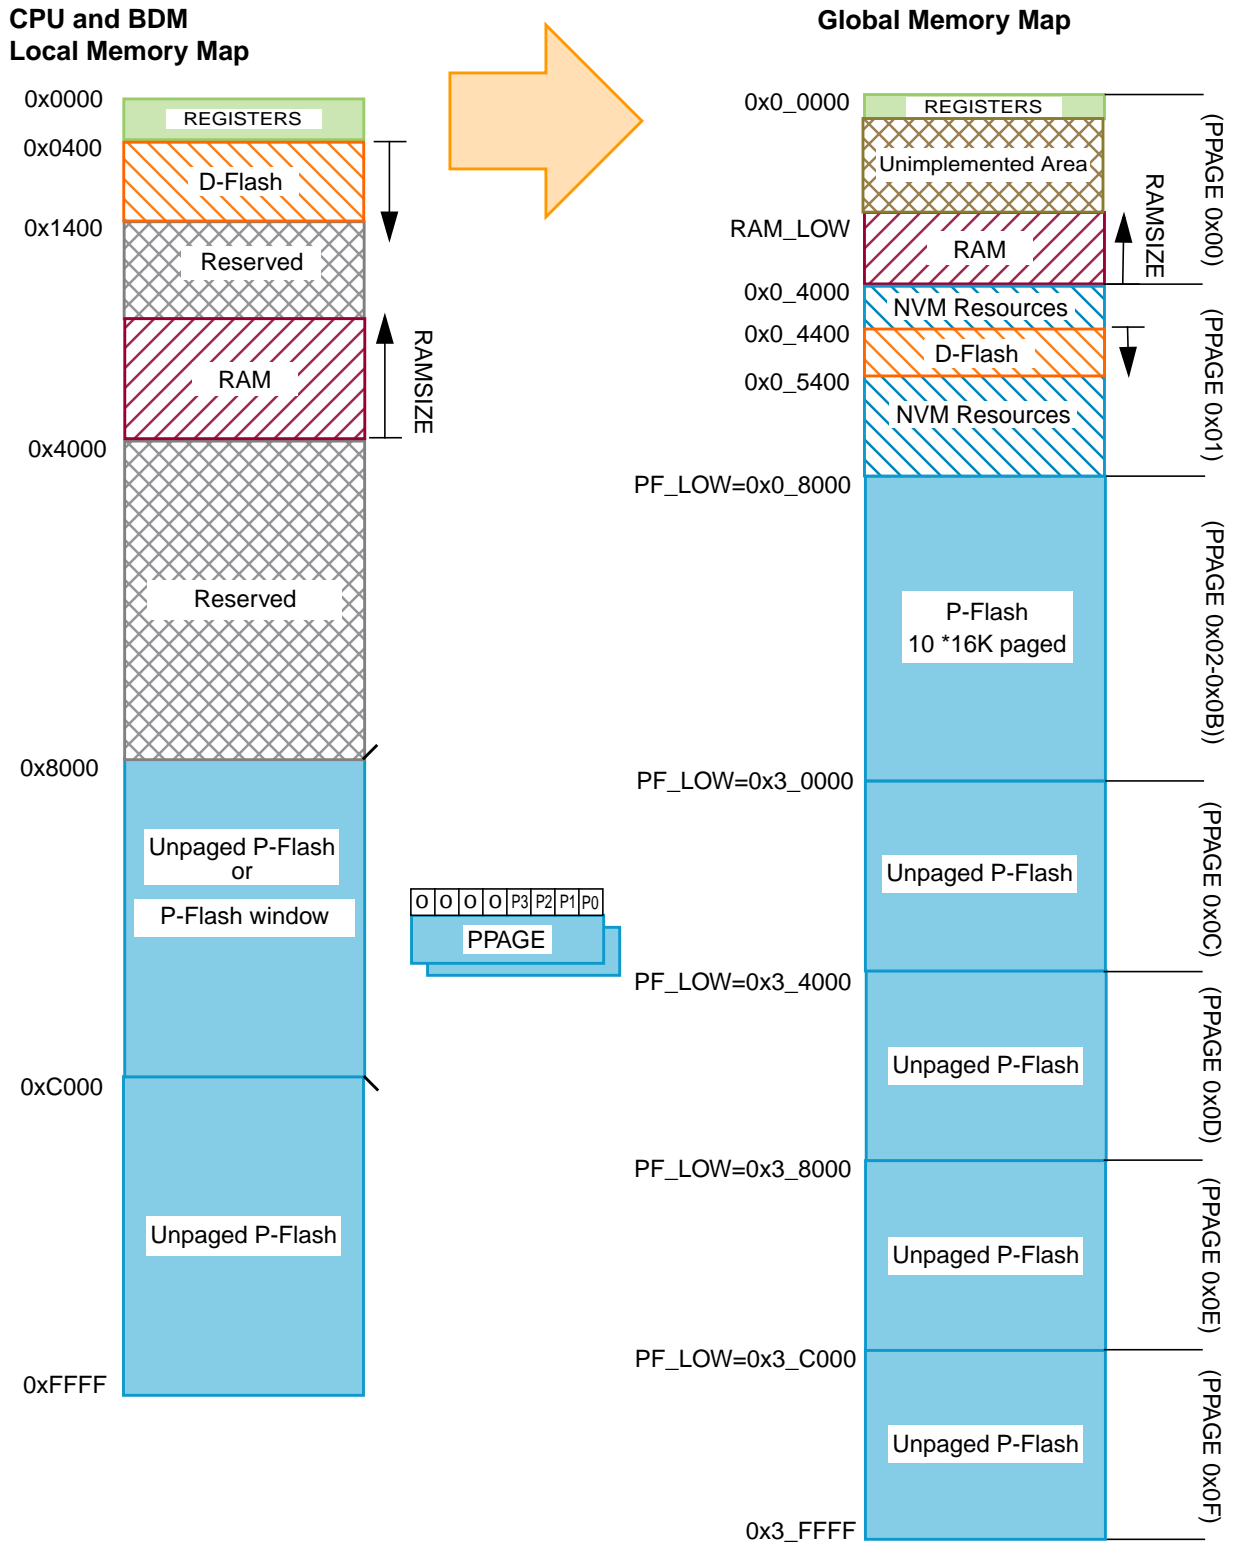 CPU and BDM
Local Memory Map
0x0000
REGISTERS
0x0400
D-Flash
0x1400
Reserved
RAM
RAMSIZE
0x4000
Reserved
0x8000
Unpaged P-Flash
or
P-Flash window
0xC000
Unpaged P-Flash
0xFFFF
0 0 0 0 P3 P2 P1 P0
PPAGE
Global Memory Map
0x0_0000
REGISTERS
Unimplemented Area
RAM_LOW
RAM
RAMSIZE
(PPAGE 0x00)
0x0_4000
NVM Resources
0x0_4400
D-Flash
0x0_5400
NVM Resources
(PPAGE 0x01)
PF_LOW=0x0_8000
P-Flash
10 *16K paged
(PPAGE 0x02-0x0B))
PF_LOW=0x3_0000
Unpaged P-Flash
(PPAGE 0x0C)
PF_LOW=0x3_4000
Unpaged P-Flash
(PPAGE 0x0D)
PF_LOW=0x3_8000
Unpaged P-Flash
(PPAGE 0x0E)
PF_LOW=0x3_C000
Unpaged P-Flash
(PPAGE 0x0F)
0x3_FFFF